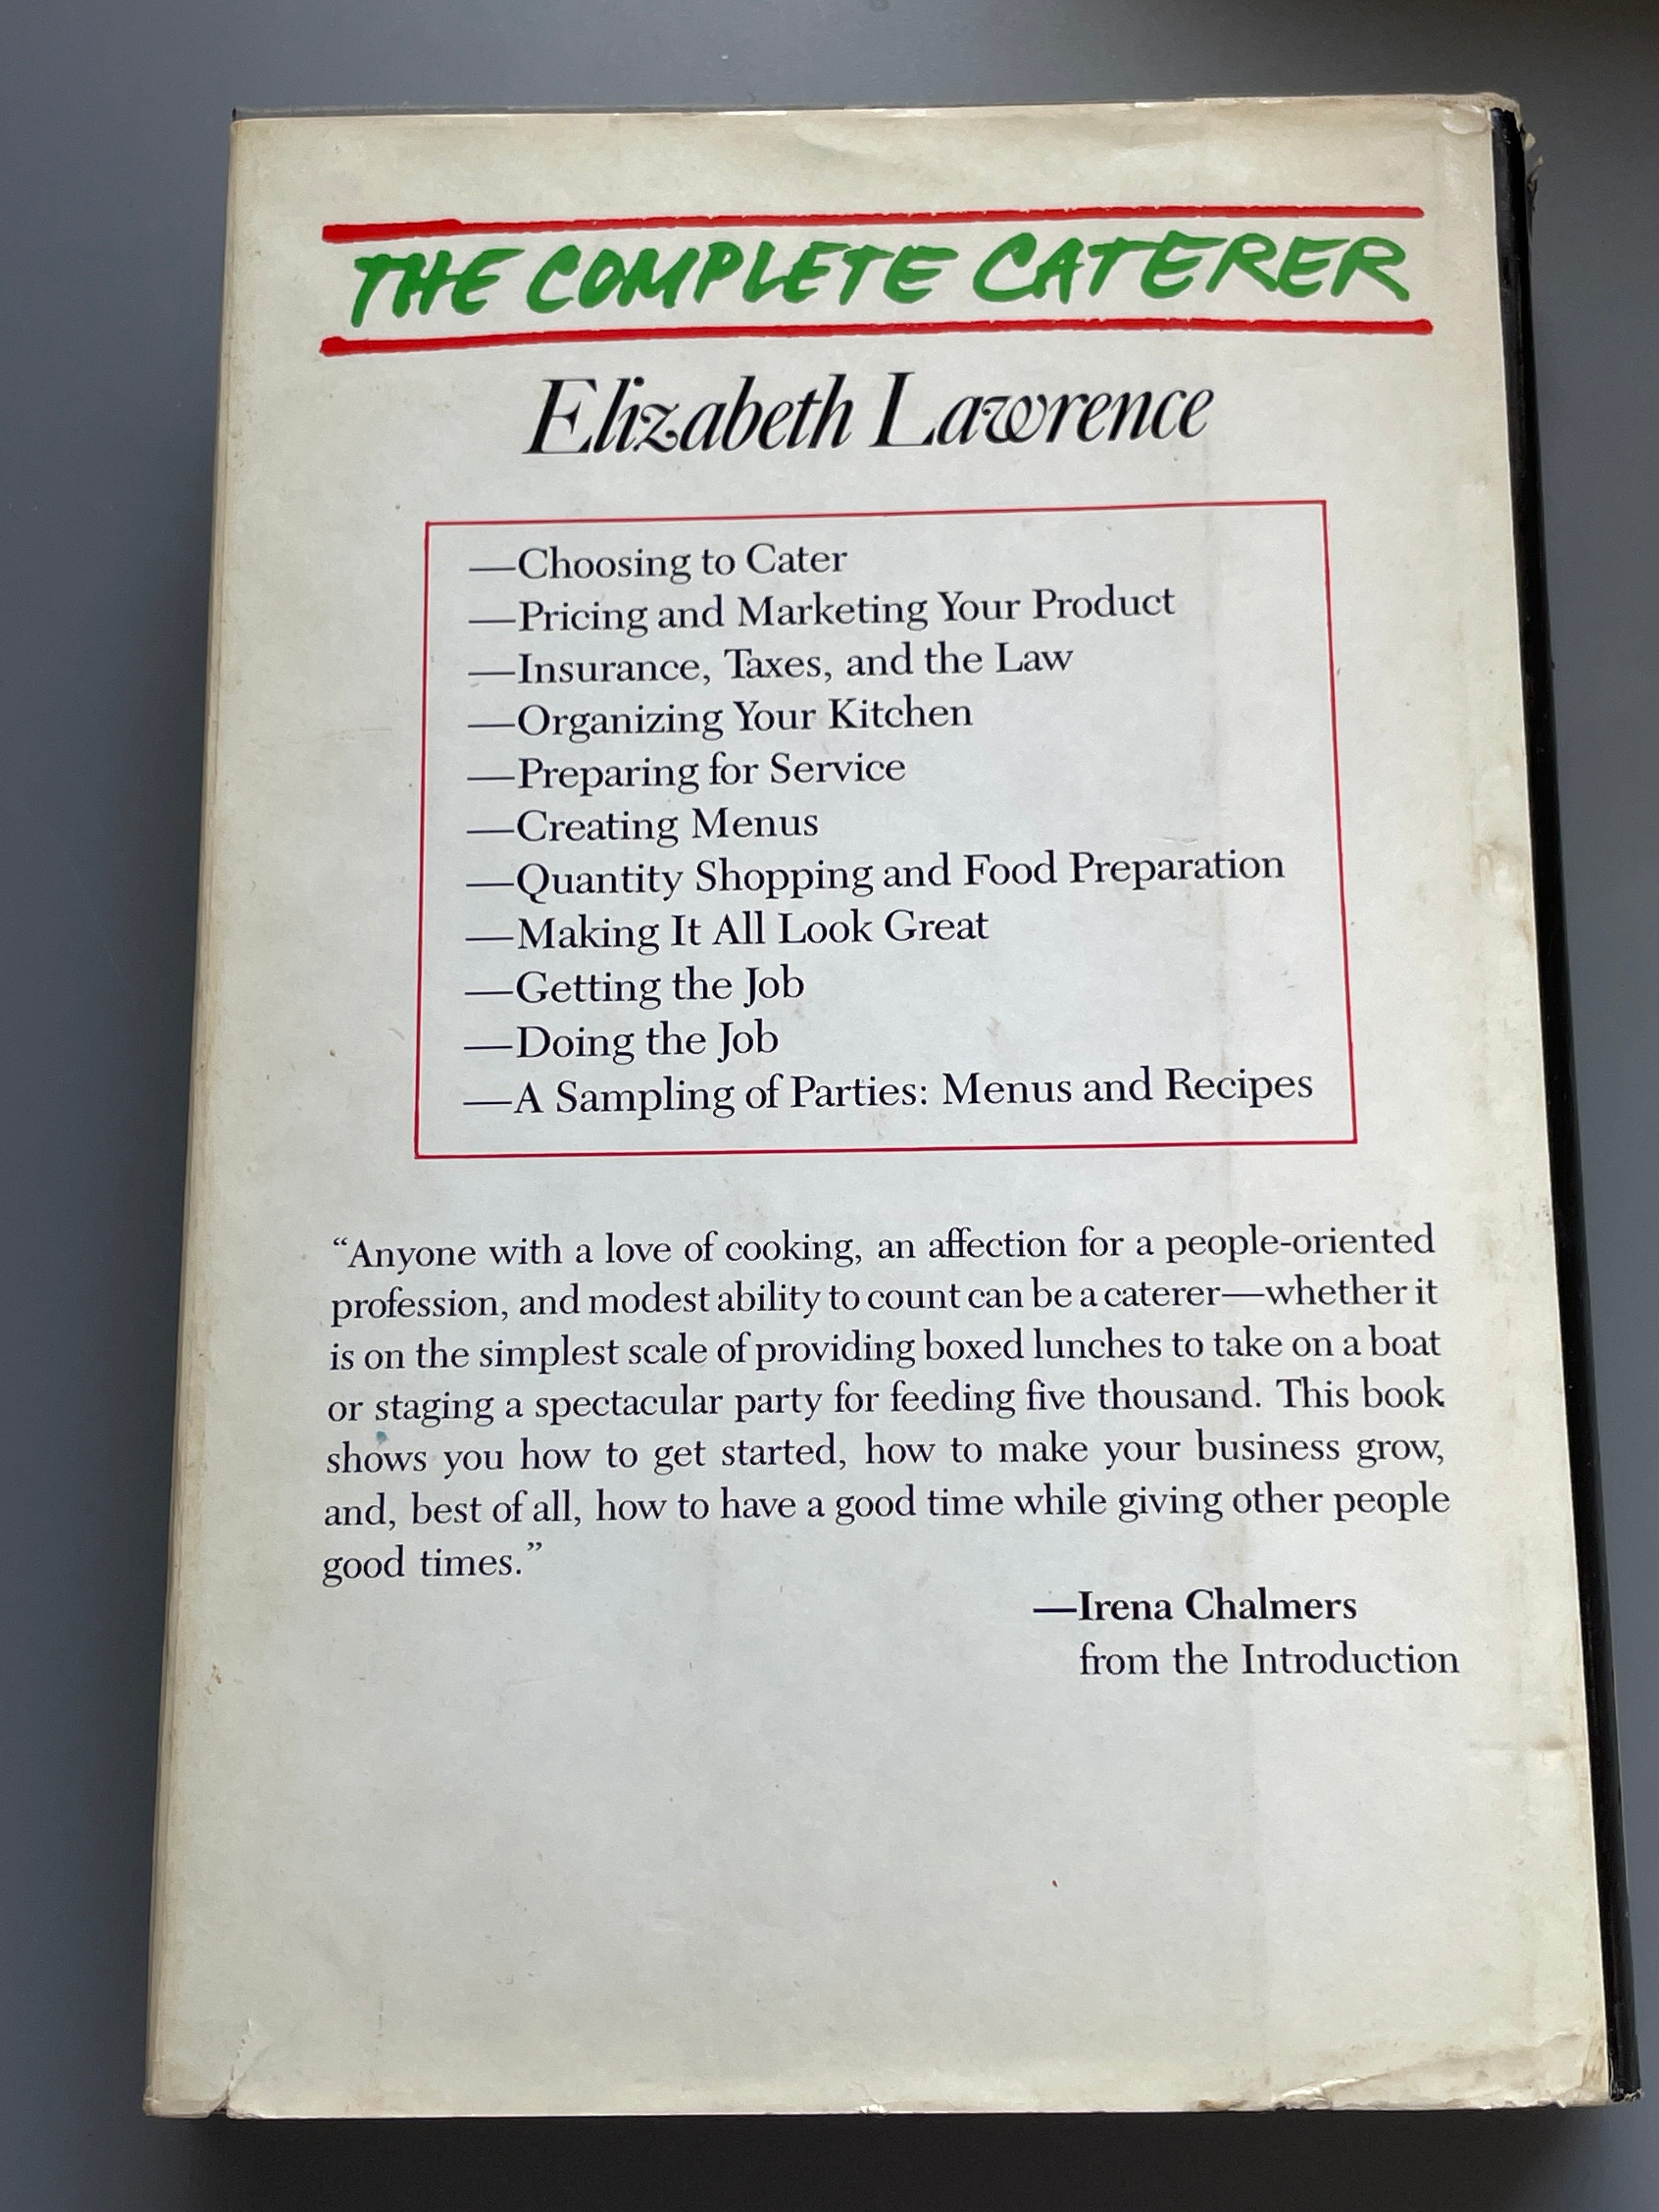 THE COMPLETE CATERER
Elizabeth Lawrence
—Choosing to Cater
—Pricing and Marketing Your Product
—Insurance, Taxes, and the Law
—Organizing Your Kitchen
—Preparing for Service
—Creating Menus
—Quantity Shopping and Food Preparation
—Making It All Look Great
—Getting the Job
—Doing the Job
—A Sampling of Parties: Menus and Recipes
“Anyone with a love of cooking, an affection for a people-oriented
profession, and modest ability to count can be a caterer—whether it
is on the simplest scale of providing boxed lunches to take on a boat
or staging a spectacular party for feeding five thousand. This book
shows you how to get started, how to make your business grow,
and, best of all, how to have a good time while giving other people
good times.”
—Irena Chalmers
from the Introduction